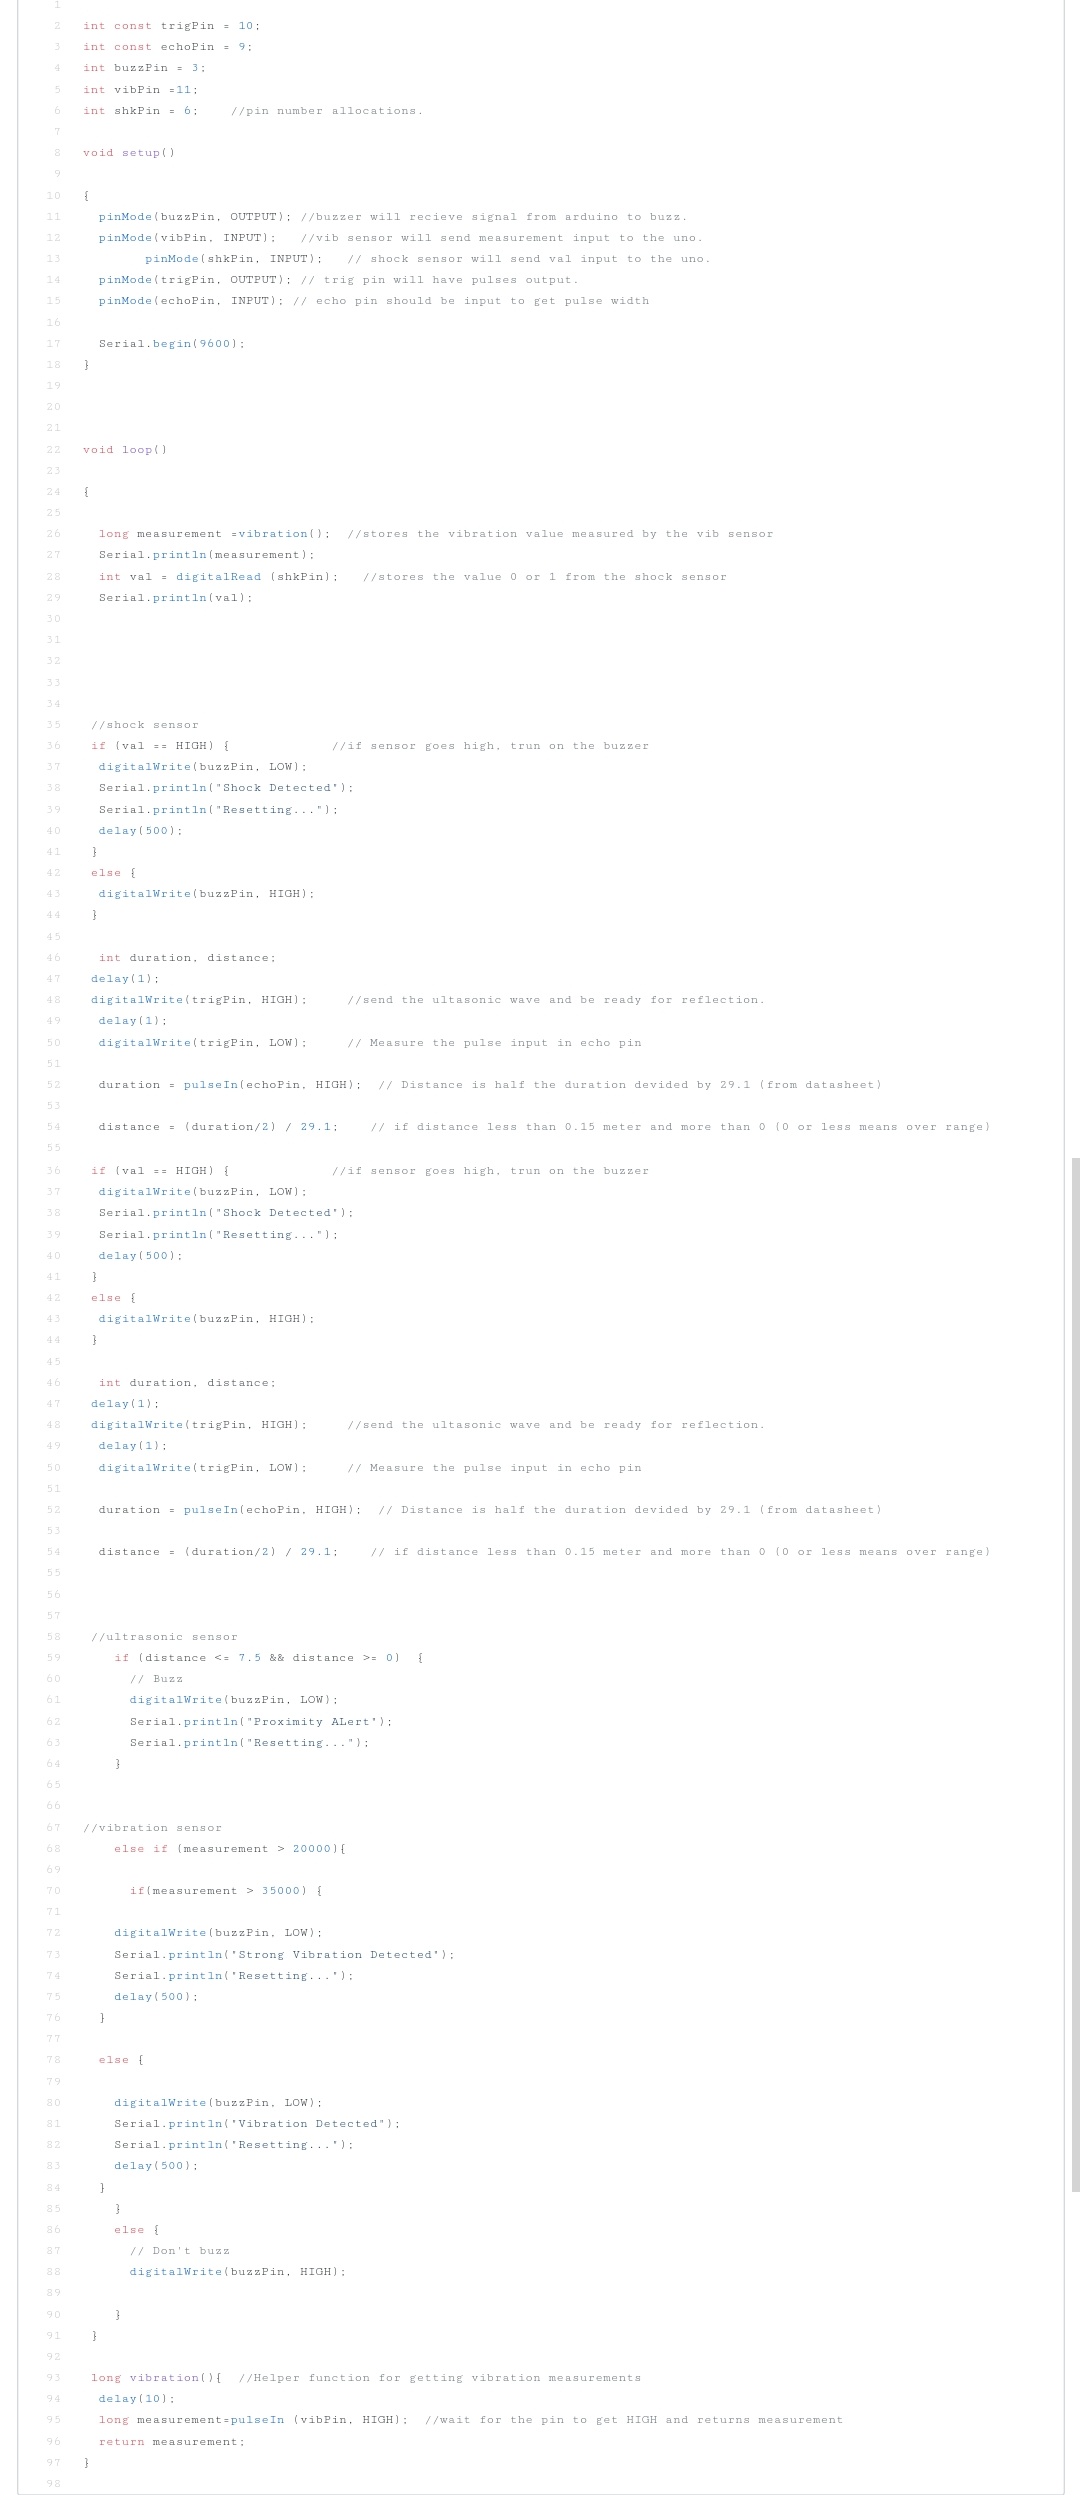 1
2 int const trigPin = 10;
3 int const echoPin = 9;
4 int buzzPin = 3;
5 int vibPin =11;
6 int shkPin = 6;    //pin number allocations.
7
8 void setup()
9
10 {
11   pinMode(buzzPin, OUTPUT); //buzzer will recieve signal from arduino to buzz.
12   pinMode(vibPin, INPUT);   //vib sensor will send measurement input to the uno.
13         pinMode(shkPin, INPUT);   // shock sensor will send val input to the uno.
14   pinMode(trigPin, OUTPUT); // trig pin will have pulses output.
15   pinMode(echoPin, INPUT); // echo pin should be input to get pulse width
16
17   Serial.begin(9600);
18 }
19
20
21
22 void loop()
23
24 {
25
26   long measurement =vibration();  //stores the vibration value measured by the vib sensor
27   Serial.println(measurement);
28   int val = digitalRead (shkPin);   //stores the value 0 or 1 from the shock sensor
29   Serial.println(val);
30
31
32
33
34
35  //shock sensor
36  if (val == HIGH) {             //if sensor goes high, trun on the buzzer
37   digitalWrite(buzzPin, LOW);
38   Serial.println("Shock Detected");
39   Serial.println("Resetting...");
40   delay(500);
41  }
42  else {
43   digitalWrite(buzzPin, HIGH);
44  }
45
46   int duration, distance;
47  delay(1);
48  digitalWrite(trigPin, HIGH);     //send the ultasonic wave and be ready for reflection.
49   delay(1);
50   digitalWrite(trigPin, LOW);     // Measure the pulse input in echo pin
51
52   duration = pulseIn(echoPin, HIGH);  // Distance is half the duration devided by 29.1 (from datasheet)
53
54   distance = (duration/2) / 29.1;    // if distance less than 0.15 meter and more than 0 (0 or less means over range)
55
36  if (val == HIGH) {             //if sensor goes high, trun on the buzzer
37   digitalWrite(buzzPin, LOW);
38   Serial.println("Shock Detected");
39   Serial.println("Resetting...");
40   delay(500);
41  }
42  else {
43   digitalWrite(buzzPin, HIGH);
44  }
45
46   int duration, distance;
47  delay(1);
48  digitalWrite(trigPin, HIGH);     //send the ultasonic wave and be ready for reflection.
49   delay(1);
50   digitalWrite(trigPin, LOW);     // Measure the pulse input in echo pin
51
52   duration = pulseIn(echoPin, HIGH);  // Distance is half the duration devided by 29.1 (from datasheet)
53
54   distance = (duration/2) / 29.1;    // if distance less than 0.15 meter and more than 0 (0 or less means over range)
55
56
57
58  //ultrasonic sensor
59     if (distance <= 7.5 && distance >= 0)  {
60       // Buzz
61       digitalWrite(buzzPin, LOW);
62       Serial.println("Proximity ALert");
63       Serial.println("Resetting...");
64     }
65
66
67 //vibration sensor
68     else if (measurement > 20000){
69
70       if(measurement > 35000) {
71
72     digitalWrite(buzzPin, LOW);
73     Serial.println("Strong Vibration Detected");
74     Serial.println("Resetting...");
75     delay(500);
76   }
77
78   else {
79
80     digitalWrite(buzzPin, LOW);
81     Serial.println("Vibration Detected");
82     Serial.println("Resetting...");
83     delay(500);
84   }
85     }
86     else {
87       // Don't buzz
88       digitalWrite(buzzPin, HIGH);
89
90     }
91  }
92
93  long vibration(){  //Helper function for getting vibration measurements
94   delay(10);
95   long measurement=pulseIn (vibPin, HIGH);  //wait for the pin to get HIGH and returns measurement
96   return measurement;
97 }
98